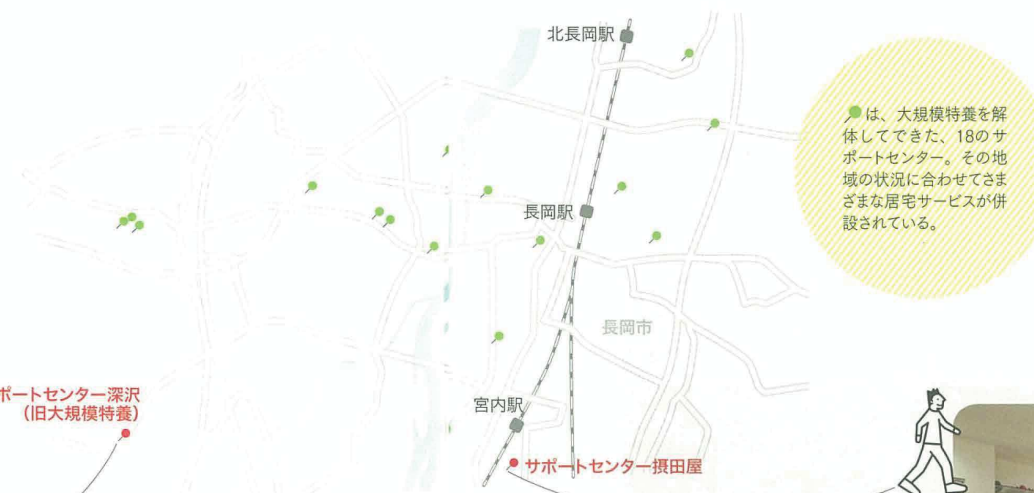 北長岡駅
は、大規模特養を解
体してできた、18のサ
ポートセンター。その地
域の状況に合わせてさま
ざまな居宅サービスが併
設されている。
長岡駅
長岡市
ポートセンター深沢
(旧大規模特養)
宮内駅
サポートセンター摂田屋